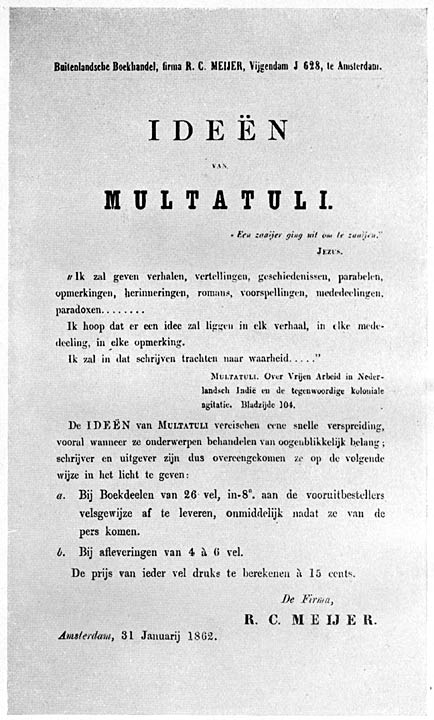 Buitenlandsche Boekhandel, firma R. C. MEIJER, Vijgendam J 628, te Amsterdam.
IDEËN
VAN
MULTATULI.
„Een zaaijer ging uit om te zaaijen.”
JEZUS.
„Ik zal geven verhalen, vertellingen, geschiedenissen, parabelen,
opmerkingen, herinneringen, romans, voorspellingen, mededeelingen,
paradoxen........
Ik hoop dat er een idee zal liggen in elk verhaal, in elke mede-
deeling, in elke opmerking.
Ik zal in dat schrijven trachten naar waarheid.....”
MULTATULI. Over Vrijen Arbeid in Neder-
landsch Indië en de tegenwoordige koloniale
agitatie. Bladzijde 104.
De IDEËN van MULTATULI vereischen eene snelle verspreiding,
vooral wanneer ze onderwerpen behandelen van oogenblikkelijk belang;
schrijver en uitgever zijn dus overeengekomen ze op de volgende
wijze in het licht te geven:
a. Bij Boekdeelen van 26 vel, in-8°. aan de vooruitbestellers
velsgewijze af te leveren, onmiddelijk nadat ze van de
pers komen.
b. Bij afleveringen van 4 à 6 vel.
De prijs van ieder vel druks te berekenen à 15 cents.
De Firma,
R. C. MEIJER.
Amsterdam, 31 Januarij 1862.